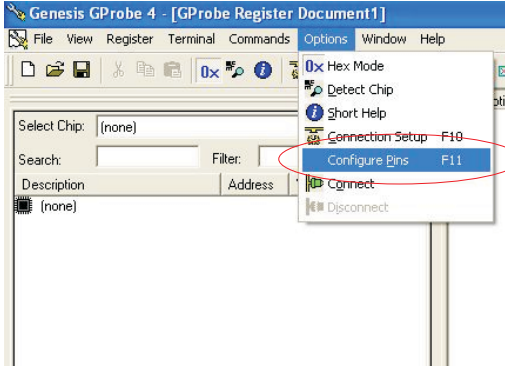 Genesis GProbe 4 - [GProbe Register Document1]
File View Register Terminal Commands Options Window Help
0x
0x Hex Mode
Detect Chip
Short Help
Connection Setup F10
Configure Pins F11
Connect
Disconnect
Select Chip: (none)
Search: Filter:
Description Address
(none)